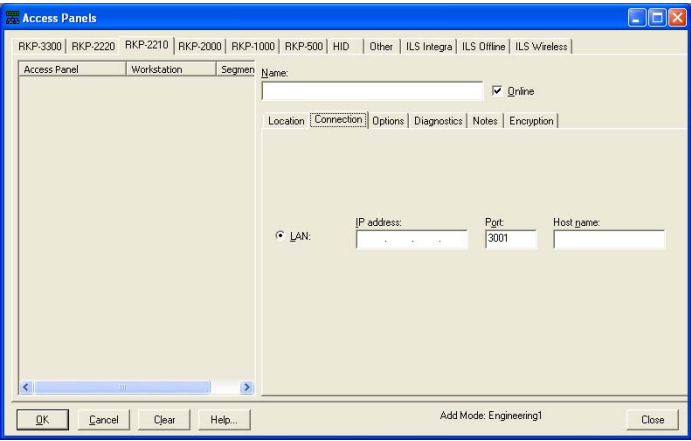 Access Panels
RKP-3300 RKP-2220 RKP-2210 RKP-2000 RKP-1000 RKP-500 HID Other ILS Integra ILS Offline ILS Wireless
Access Panel Workstation Segmen
Name:
Online
Location Connection Options Diagnostics Notes Encryption
IP address: Port: Host name:
LAN: . . . 3001
OK Cancel Clear Help... Add Mode: Engineering1 Close